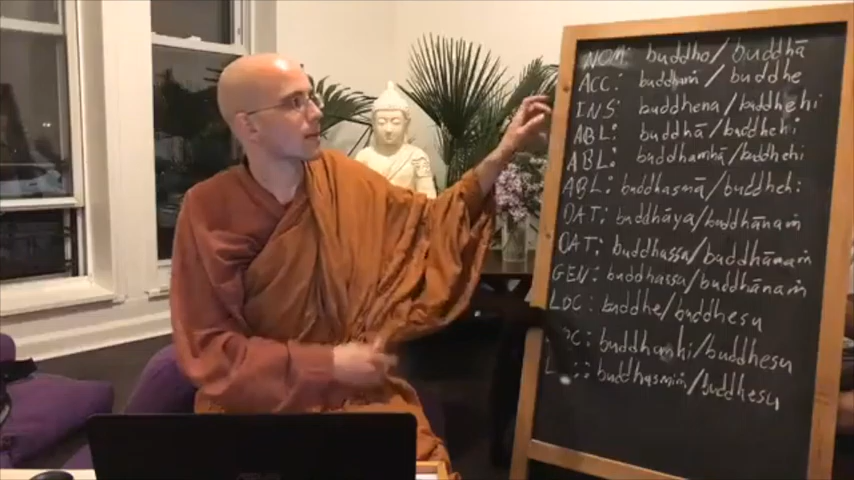 NOM: buddho/buddhā
ACC: buddhaṁ/buddhe
INS: buddhena/buddhehi
ABL: buddhā/buddhehi
ABL: buddhamhā/buddhehi
ABL: buddhasmā/buddhehi
DAT: buddhāya/buddhānaṁ
DAT: buddhassa/buddhānaṁ
GEN: buddhassa/buddhānaṁ
LOC: buddhe/buddhesu
OC: buddhamhi/buddhesu
L buddhasmiṁ/buddhesu